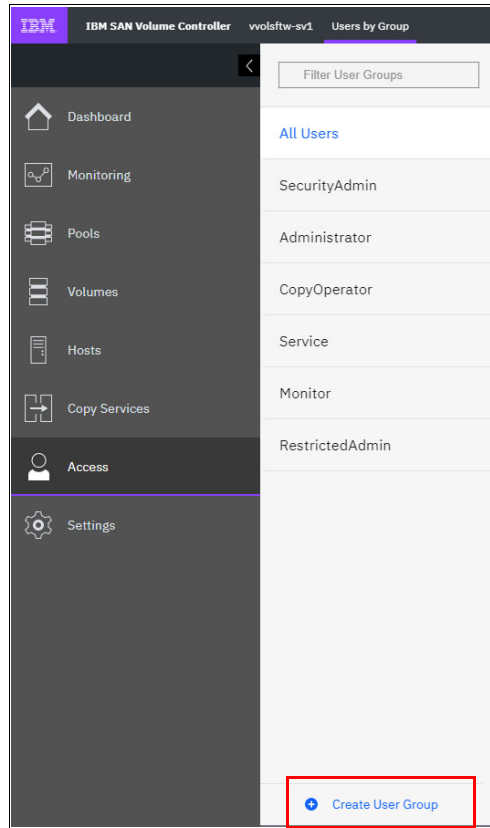 IBM IBM SAN Volume Controller vvolsftw-sv1 Users by Group
Dashboard
Monitoring
Pools
Volumes
Hosts
Copy Services
Access
Settings
Filter User Groups
All Users
SecurityAdmin
Administrator
CopyOperator
Service
Monitor
RestrictedAdmin
Create User Group